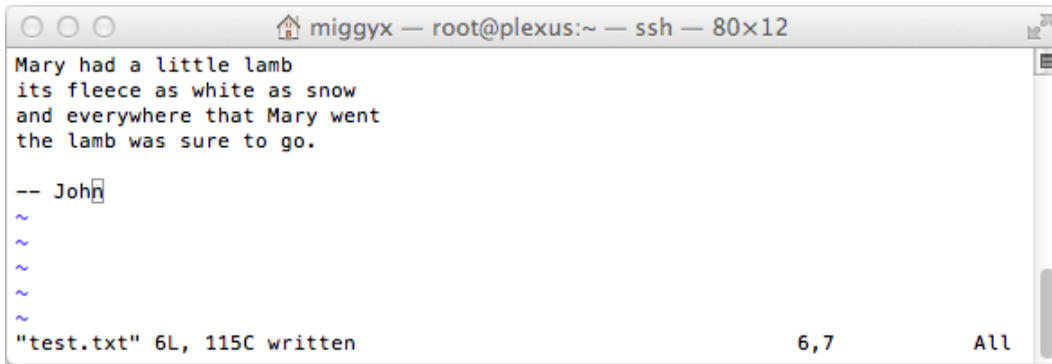 miggyx — root@plexus:~ — ssh — 80×12
Mary had a little lamb
its fleece as white as snow
and everywhere that Mary went
the lamb was sure to go.
-- John
~
~
~
~
~
"test.txt" 6L, 115C written 6,7 All